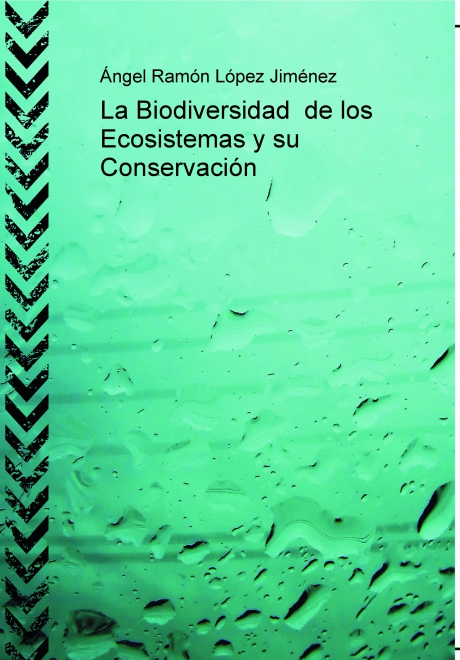 Ángel Ramón López Jiménez
La Biodiversidad  de los
Ecosistemas y su
Conservación